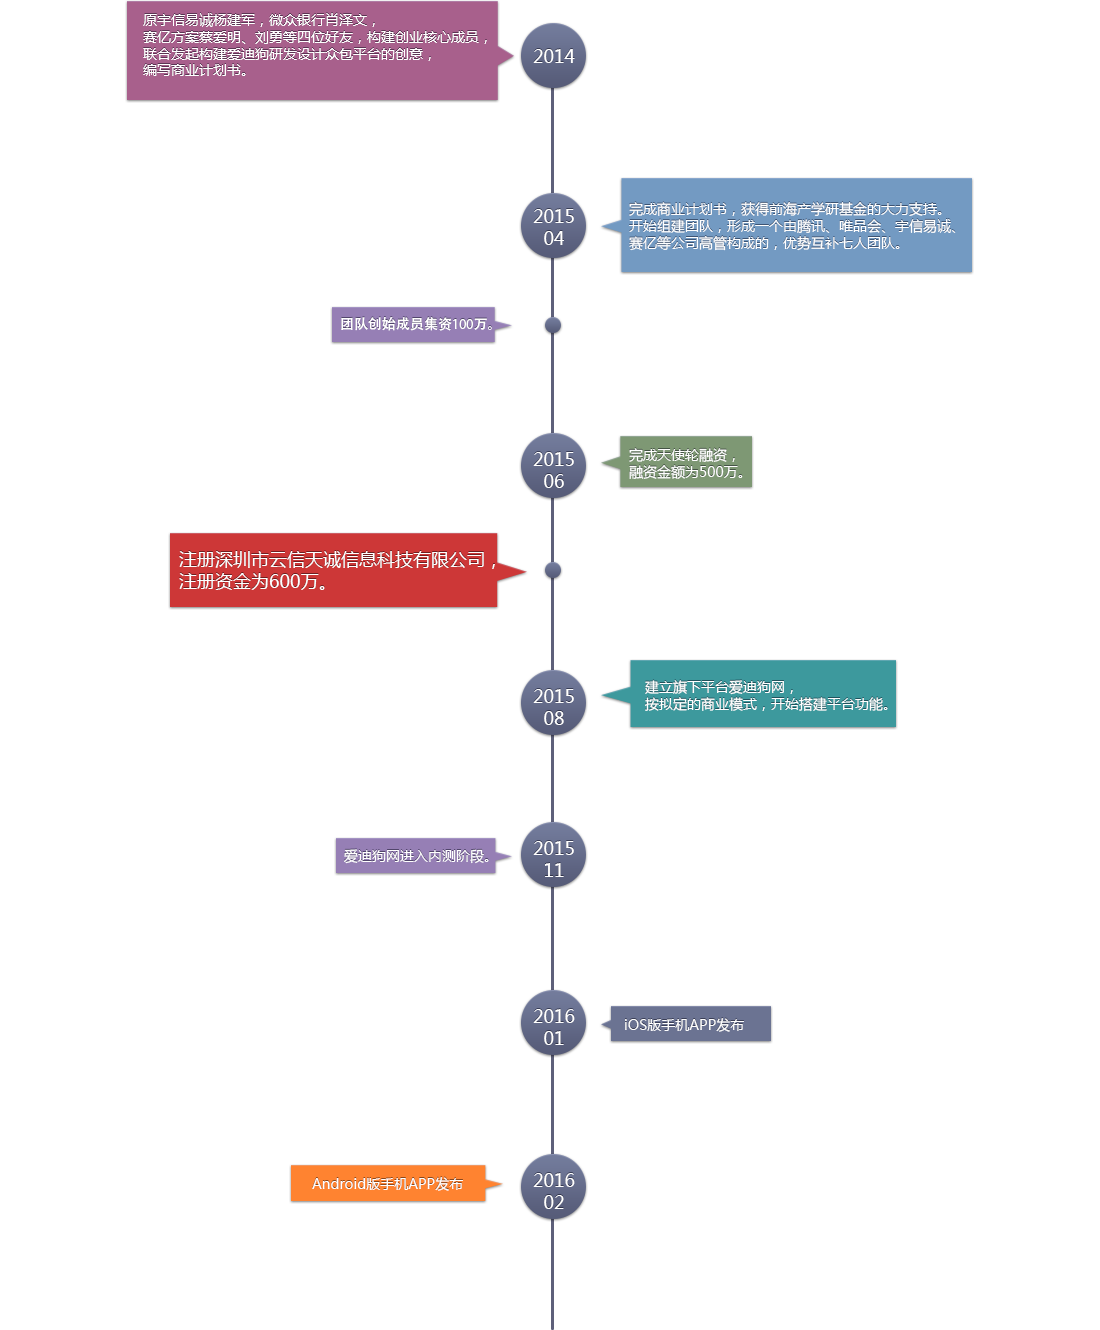 原宇信易诚杨建军，微众银行肖泽文，
赛亿方案蔡爱明、刘勇等四位好友，构建创业核心成员，
联合发起构建爱迪狗研发设计众包平台的创意，
编写商业计划书。
2014
2015
04
完成商业计划书，获得前海产学研基金的大力支持。
开始组建团队，形成一个由腾讯、唯品会、宇信易诚、
赛亿等公司高管构成的，优势互补七人团队。
团队创始成员集资100万。
2015
06
完成天使轮融资，
融资金额为500万。
注册深圳市云信天诚信息科技有限公司，
注册资金为600万。
2015
08
建立旗下平台爱迪狗网，
按拟定的商业模式，开始搭建平台功能。
爱迪狗网进入内测阶段。
2015
11
2016
01
iOS版手机APP发布
Android版手机APP发布
2016
02